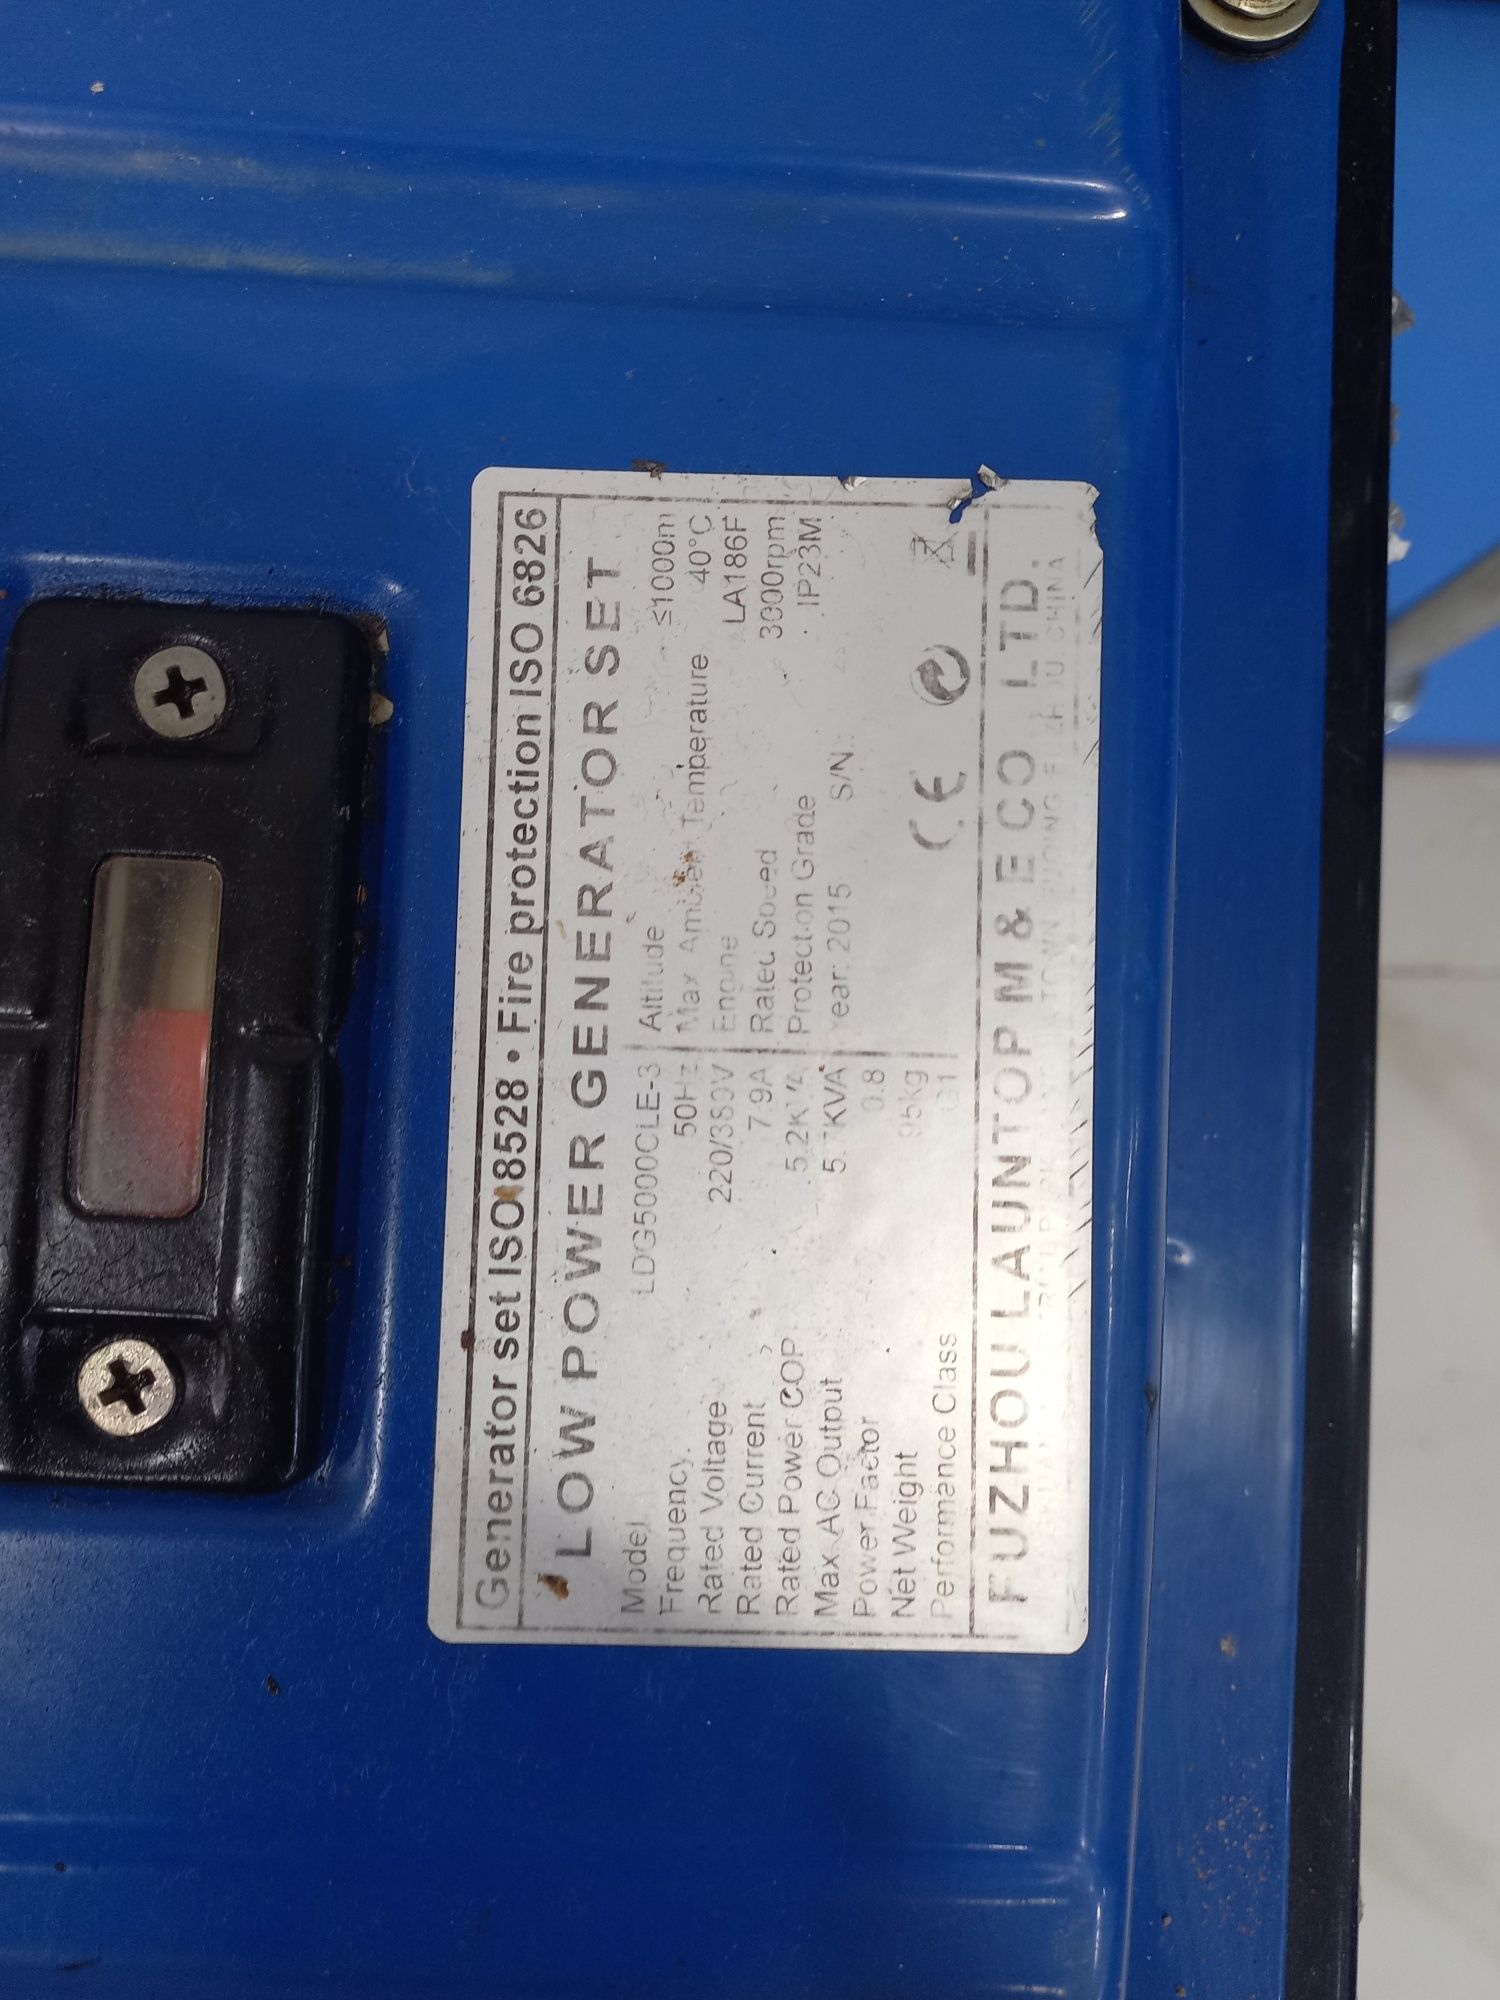 Generator set ISO 8528 • Fire protection ISO 6826
LOW POWER GENERATOR SET
Model LDG5000CLE-3 Altitude ≤1000m
Frequency 50Hz Max Ambient Temperature 40°C
Rated Voltage 220/380V Engine LA186F
Rated Current 7.9A Rated Speed 3000rpm
Rated Power COP 5.2KVA Protection Grade IP23M
Max AC Output 5.7KVA Year: 2015 S/N:
Power Factor 0.8
Net Weight 95kg
Performance Class G1
CE
FUZHOU LAUNTOP M & E CO LTD.
TOWN CHINA